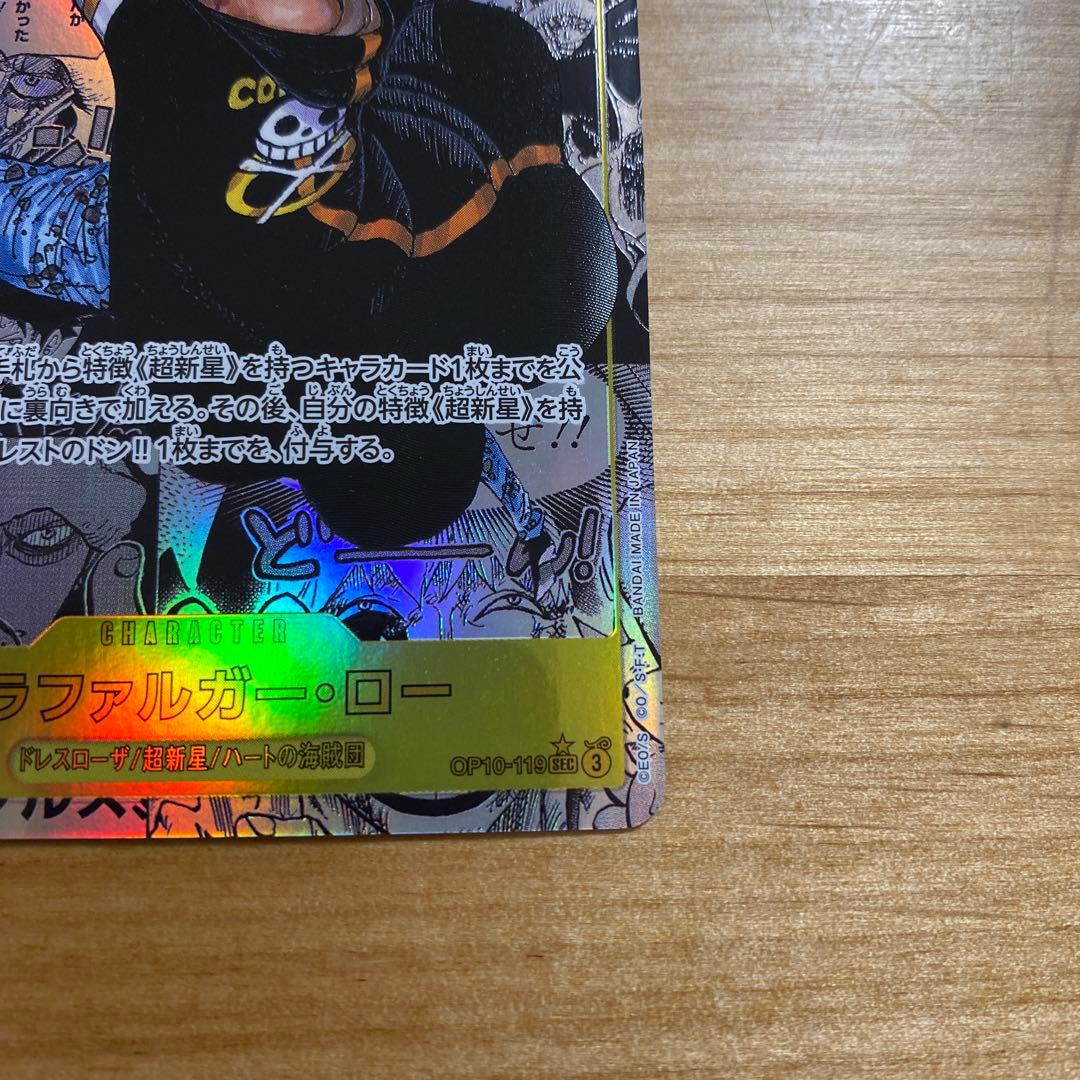 かった
CO
手札から特徴《超新星》を持つキャラカード1枚までを公
に裏向きで加える。その後、自分の特徴《超新星》を持
レストのドン!! 1枚までを、付与する。
せ!!
ど――ん!
CHARACTER
ラファルガー・ロー
ドレスローザ/超新星/ハートの海賊団
OP10-119 SEC 3
©E.O/S. ©O/S・F・T BANDAI MADE IN JAPAN